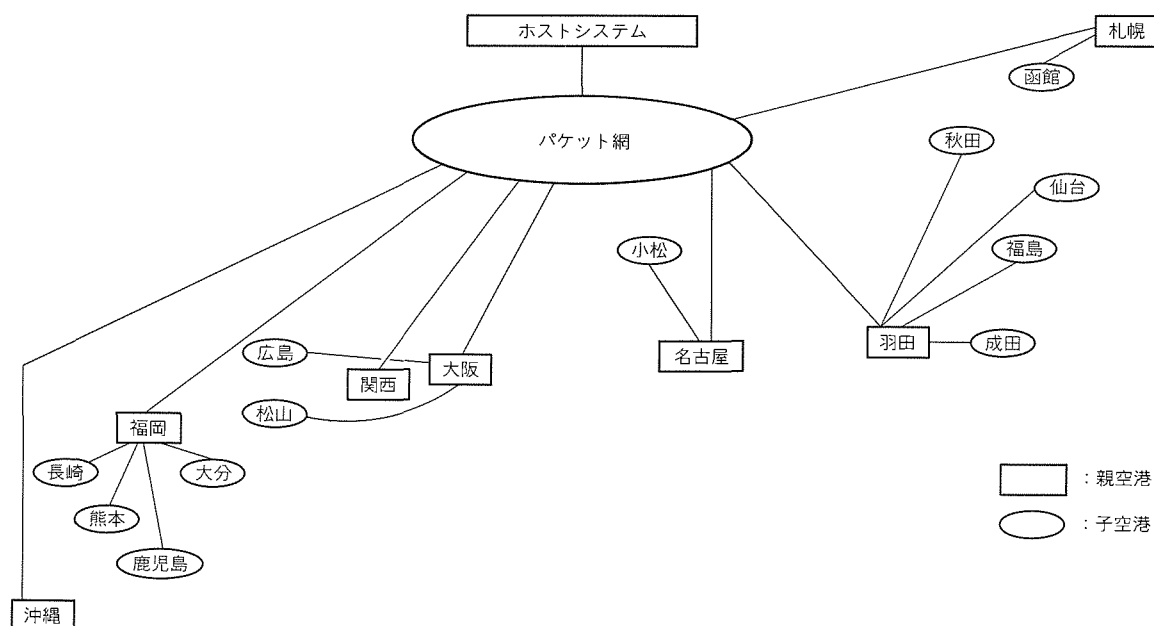 ホストシステム
札幌
函館
パケット網
秋田
仙台
小松
福島
羽田
成田
名古屋
広島
大阪
関西
松山
福岡
長崎
大分
熊本
鹿児島
沖縄
：親空港
：子空港